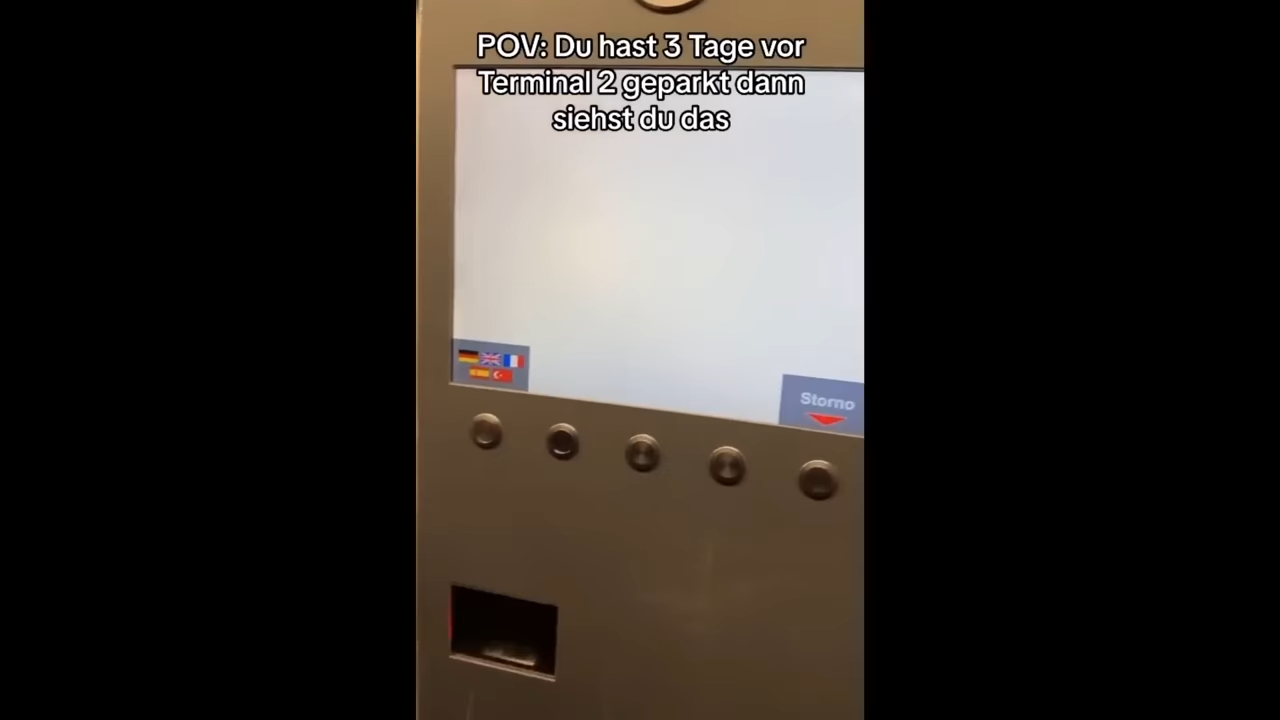 POV: Du hast 3 Tage vor
Terminal 2 geparkt dann
siehst du das
Storno